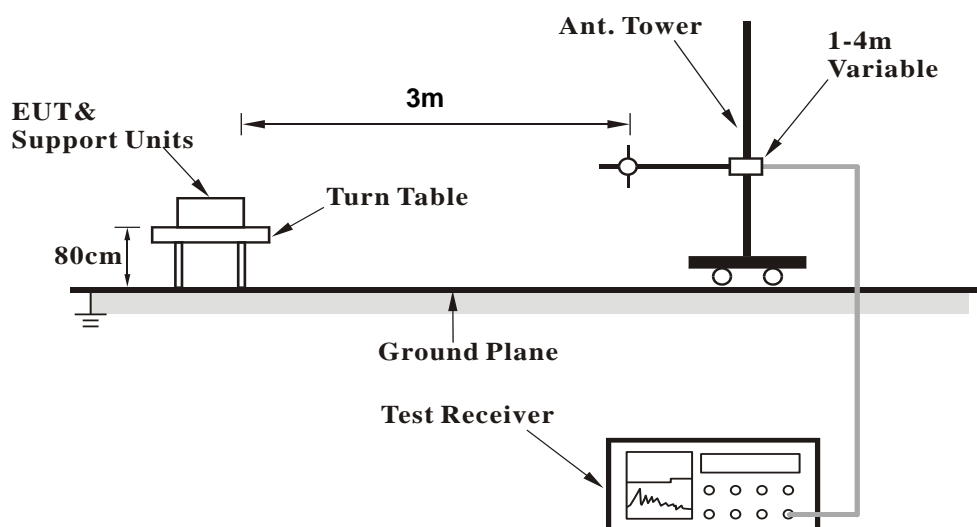 Ant. Tower
1-4m
Variable
3m
EUT&
Support Units
Turn Table
80cm
Ground Plane
Test Receiver